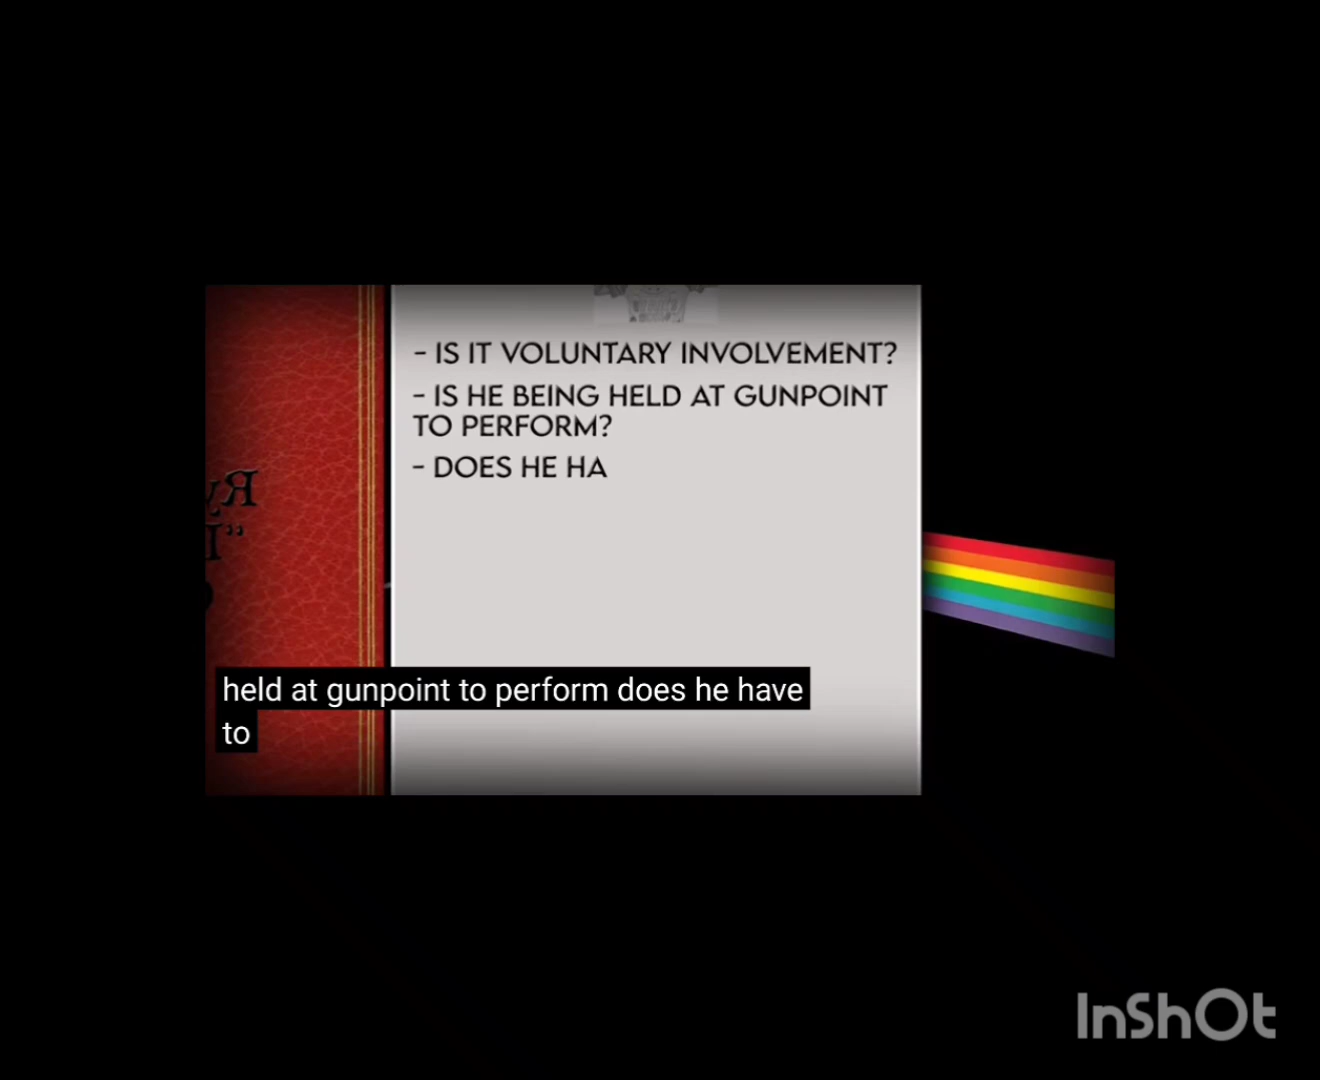 - IS IT VOLUNTARY INVOLVEMENT?
- IS HE BEING HELD AT GUNPOINT
TO PERFORM?
- DOES HE HA
held at gunpoint to perform does he have
to
InShOt